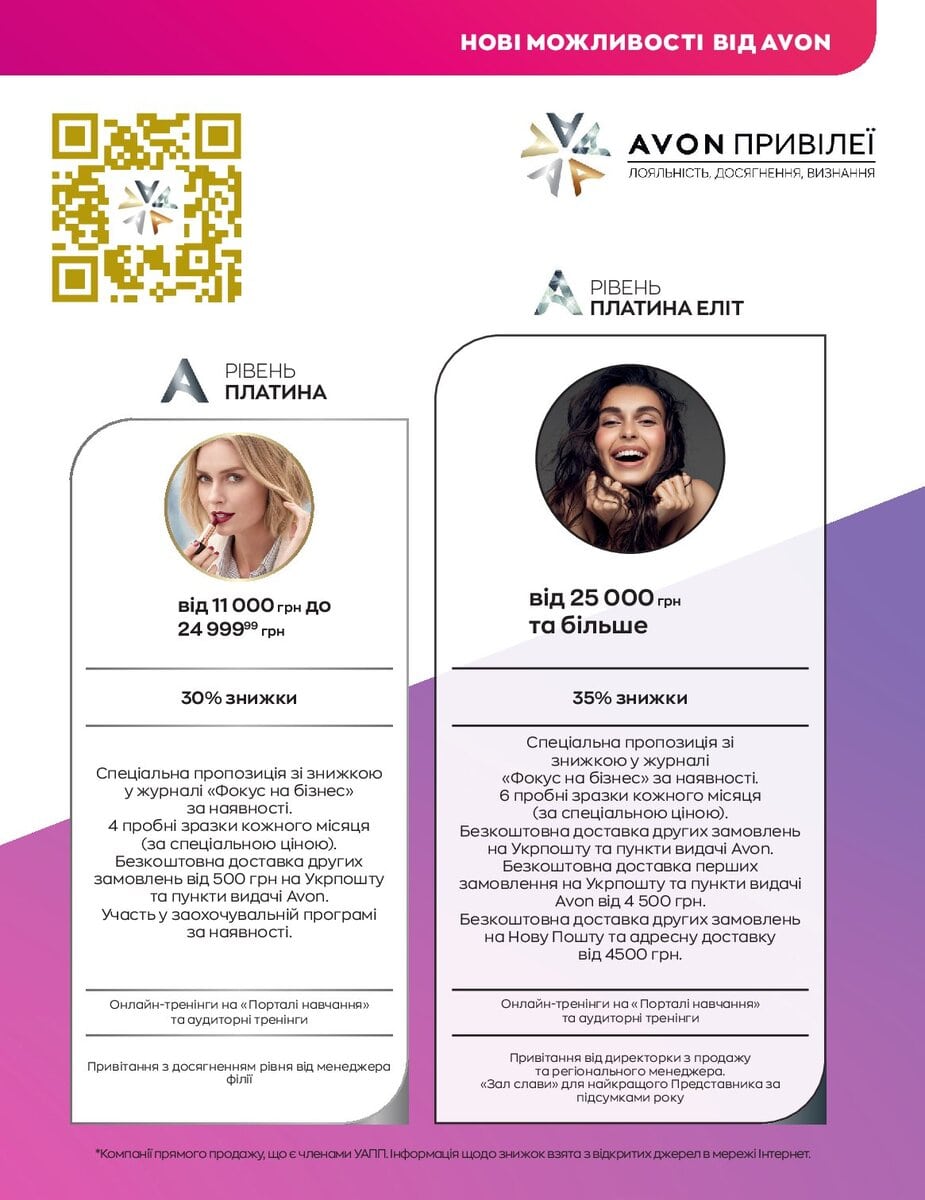 НОВІ МОЖЛИВОСТІ ВІД AVON
AVON ПРИВІЛЕЇ
ЛОЯЛЬНІСТЬ, ДОСЯГНЕННЯ, ВИЗНАННЯ
РІВЕНЬ
ПЛАТИНА
від 11 000 грн до
24 999⁹⁹ грн
30% знижки
Спеціальна пропозиція зі знижкою
у журналі «Фокус на бізнес»
за наявності.
4 пробні зразки кожного місяця
(за спеціальною ціною).
Безкоштовна доставка других
замовлень від 500 грн на Укрпошту
та пункти видачі Avon.
Участь у заохочувальній програмі
за наявності.
Онлайн-тренінги на «Порталі навчання»
та аудиторні тренінги
Привітання з досягненням рівня від менеджера
філії
РІВЕНЬ
ПЛАТИНА ЕЛІТ
від 25 000 грн
та більше
35% знижки
Спеціальна пропозиція зі
знижкою у журналі
«Фокус на бізнес» за наявності.
6 пробні зразки кожного місяця
(за спеціальною ціною).
Безкоштовна доставка других замовлень
на Укрпошту та пункти видачі Avon.
Безкоштовна доставка перших
замовлення на Укрпошту та пункти видачі
Avon від 4 500 грн.
Безкоштовна доставка других замовлень
на Нову Пошту та адресну доставку
від 4500 грн.
Онлайн-тренінги на « Порталі навчання»
та аудиторні тренінги
Привітання від директорки з продажу
та регіонального менеджера.
«Зал слави» для найкращого Представника за
підсумками року
*Компанії прямого продажу, що є членами УАПП. Інформація щодо знижок взята з відкритих джерел в мережі Інтернет.